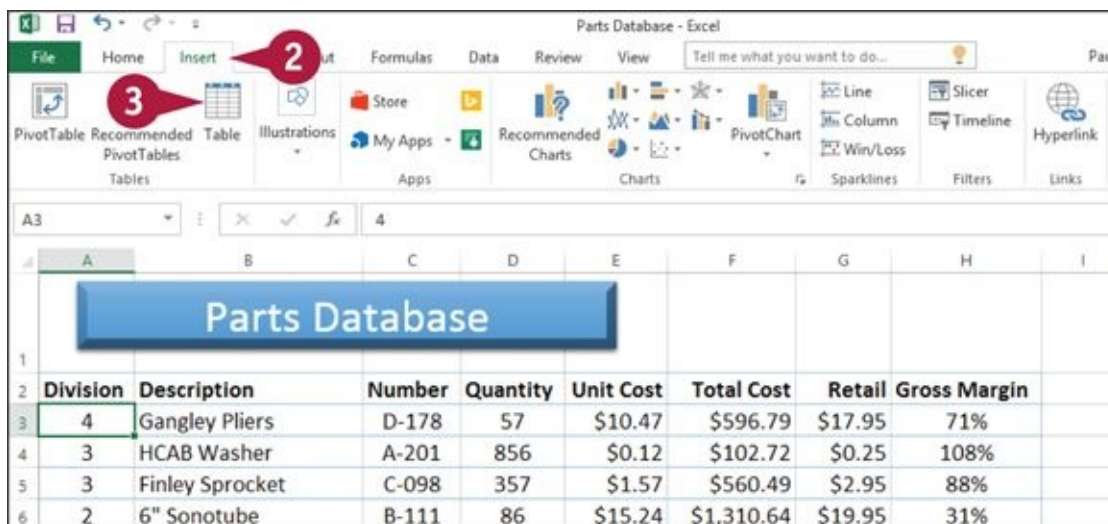 Parts Database - Excel
File Home Insert 2 ut Formulas Data Review View Tell me what you want to do...
3
Store
My Apps
Line
Column
Win/Loss
Slicer
Timeline
PivotTable Recommended PivotTables Table Illustrations Recommended Charts PivotChart Hyperlink
Tables Apps Charts Sparklines Filters Links
A3 fx 4
A B C D E F G H I
Parts Database
1
2 Division Description Number Quantity Unit Cost Total Cost Retail Gross Margin
3 4 Gangley Pliers D-178 57 $10.47 $596.79 $17.95 71%
4 3 HCAB Washer A-201 856 $0.12 $102.72 $0.25 108%
5 3 Finley Sprocket C-098 357 $1.57 $560.49 $2.95 88%
6 2 6" Sonotube B-111 86 $15.24 $1,310.64 $19.95 31%